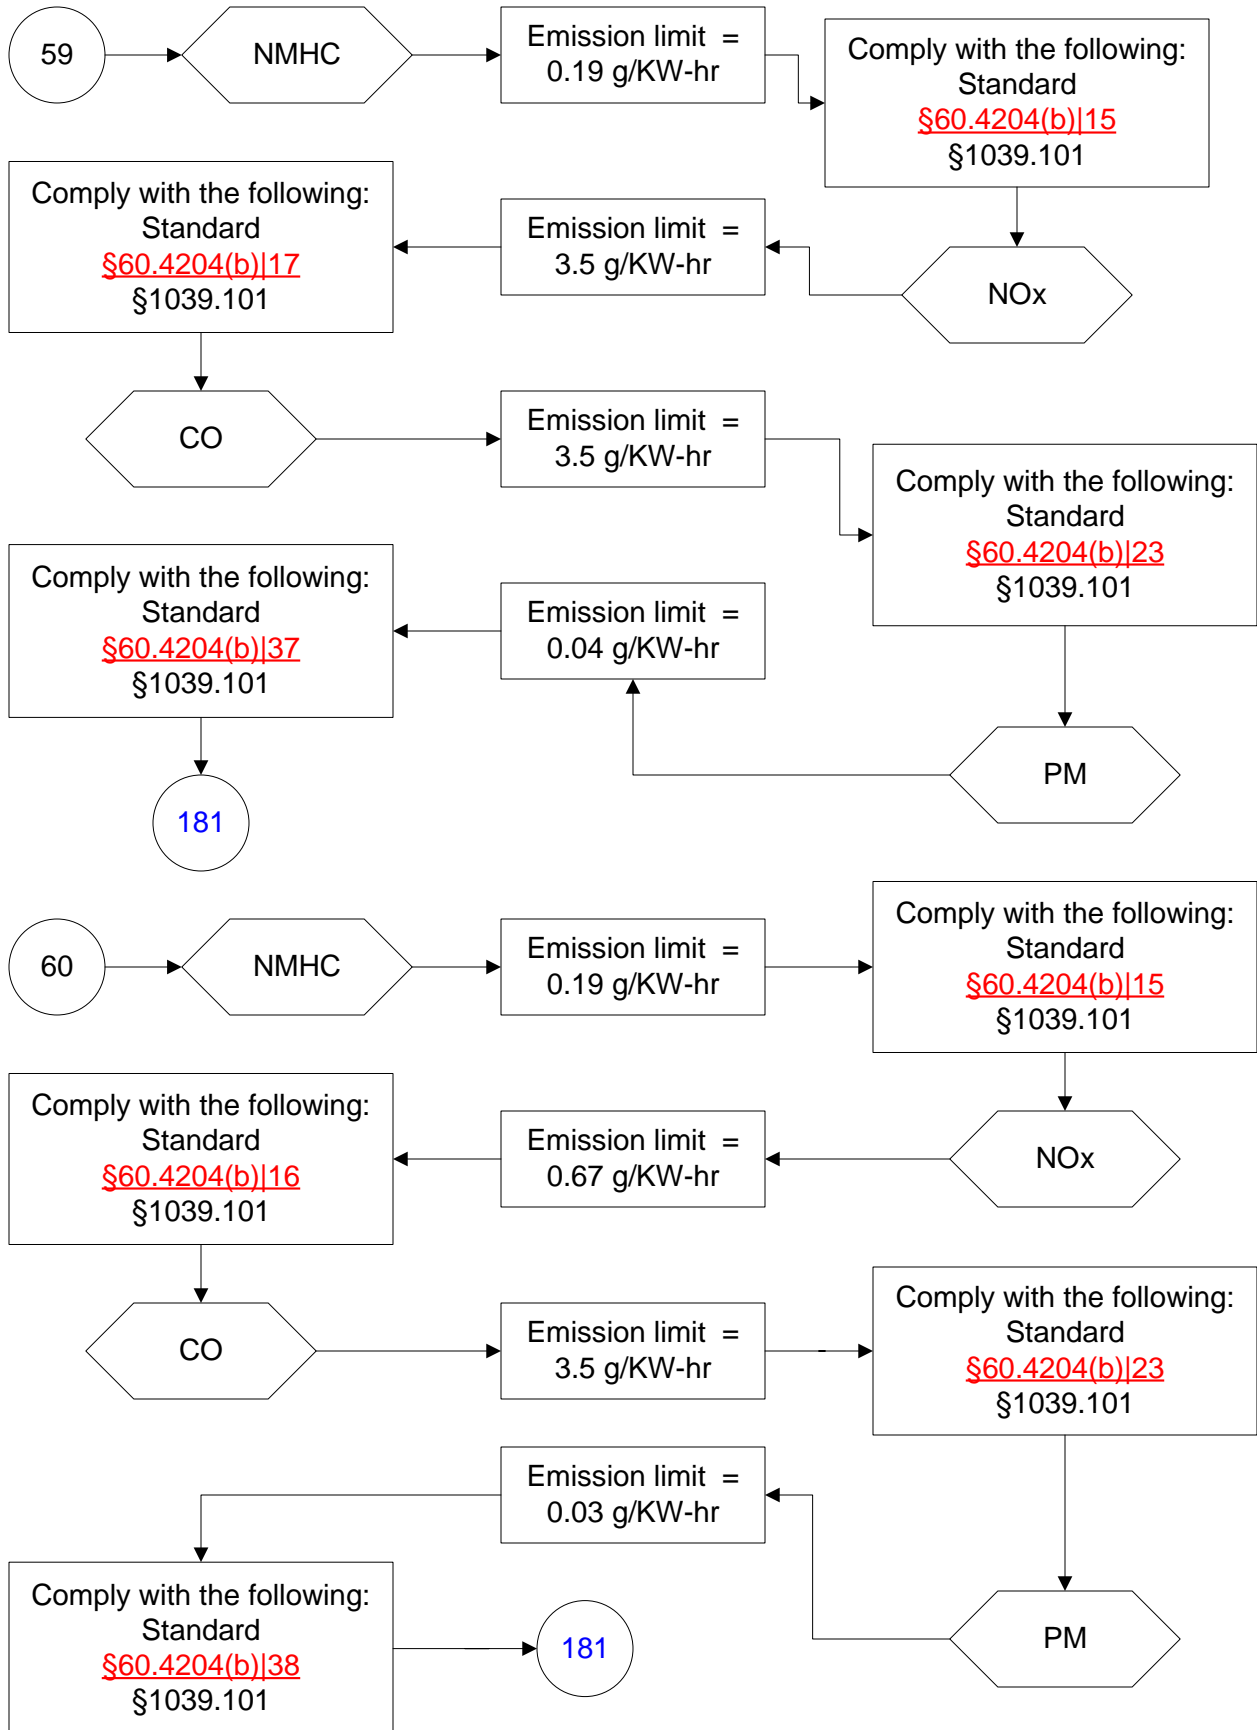 59
NMHC
Emission limit =
0.19 g/KW-hr
Comply with the following:
Standard
§60.4204(b)|15
§1039.101
NOx
Emission limit  =
3.5 g/KW-hr
Comply with the following:
Standard
§60.4204(b)|17
§1039.101
CO
Emission limit  =
3.5 g/KW-hr
Comply with the following:
Standard
§60.4204(b)|23
§1039.101
PM
Emission limit  =
0.04 g/KW-hr
Comply with the following:
Standard
§60.4204(b)|37
§1039.101
181
60
NMHC
Emission limit  =
0.19 g/KW-hr
Comply with the following:
Standard
§60.4204(b)|15
§1039.101
NOx
Emission limit  =
0.67 g/KW-hr
Comply with the following:
Standard
§60.4204(b)|16
§1039.101
CO
Emission limit  =
3.5 g/KW-hr
Comply with the following:
Standard
§60.4204(b)|23
§1039.101
PM
Emission limit  =
0.03 g/KW-hr
Comply with the following:
Standard
§60.4204(b)|38
§1039.101
181